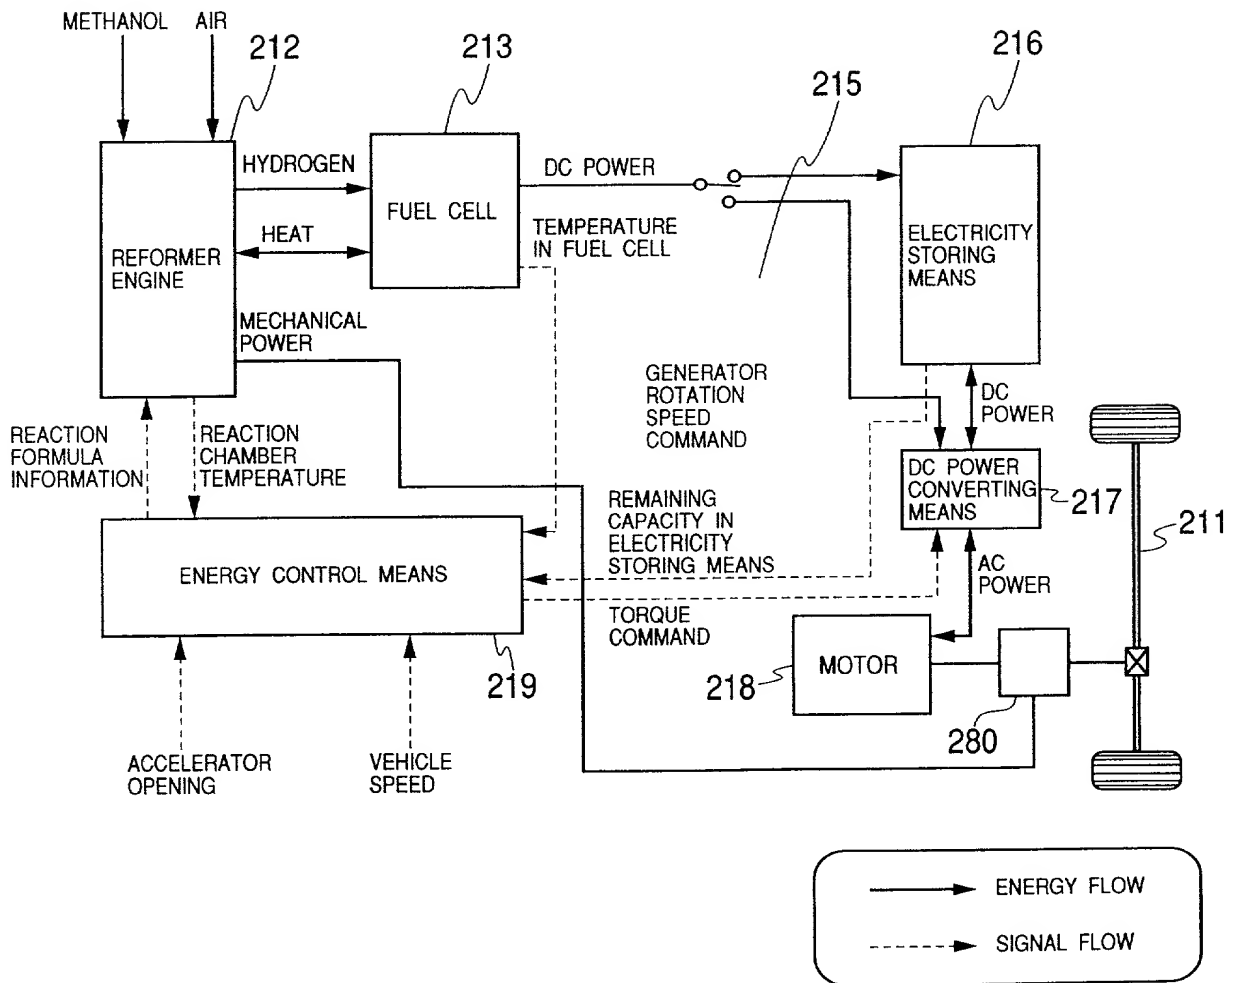 METHANOL
AIR
212
213
216
215
HYDROGEN
DC POWER
FUEL CELL
HEAT
TEMPERATURE
IN FUEL CELL
REFORMER
ENGINE
ELECTRICITY
STORING
MEANS
MECHANICAL
POWER
GENERATOR
ROTATION
SPEED
COMMAND
DC
POWER
REACTION
FORMULA
INFORMATION
REACTION
CHAMBER
TEMPERATURE
DC POWER
CONVERTING
MEANS
217
211
REMAINING
CAPACITY IN
ELECTRICITY
STORING MEANS
ENERGY CONTROL MEANS
AC
POWER
TORQUE
COMMAND
MOTOR
218
219
280
ACCELERATOR
OPENING
VEHICLE
SPEED
ENERGY FLOW
SIGNAL FLOW